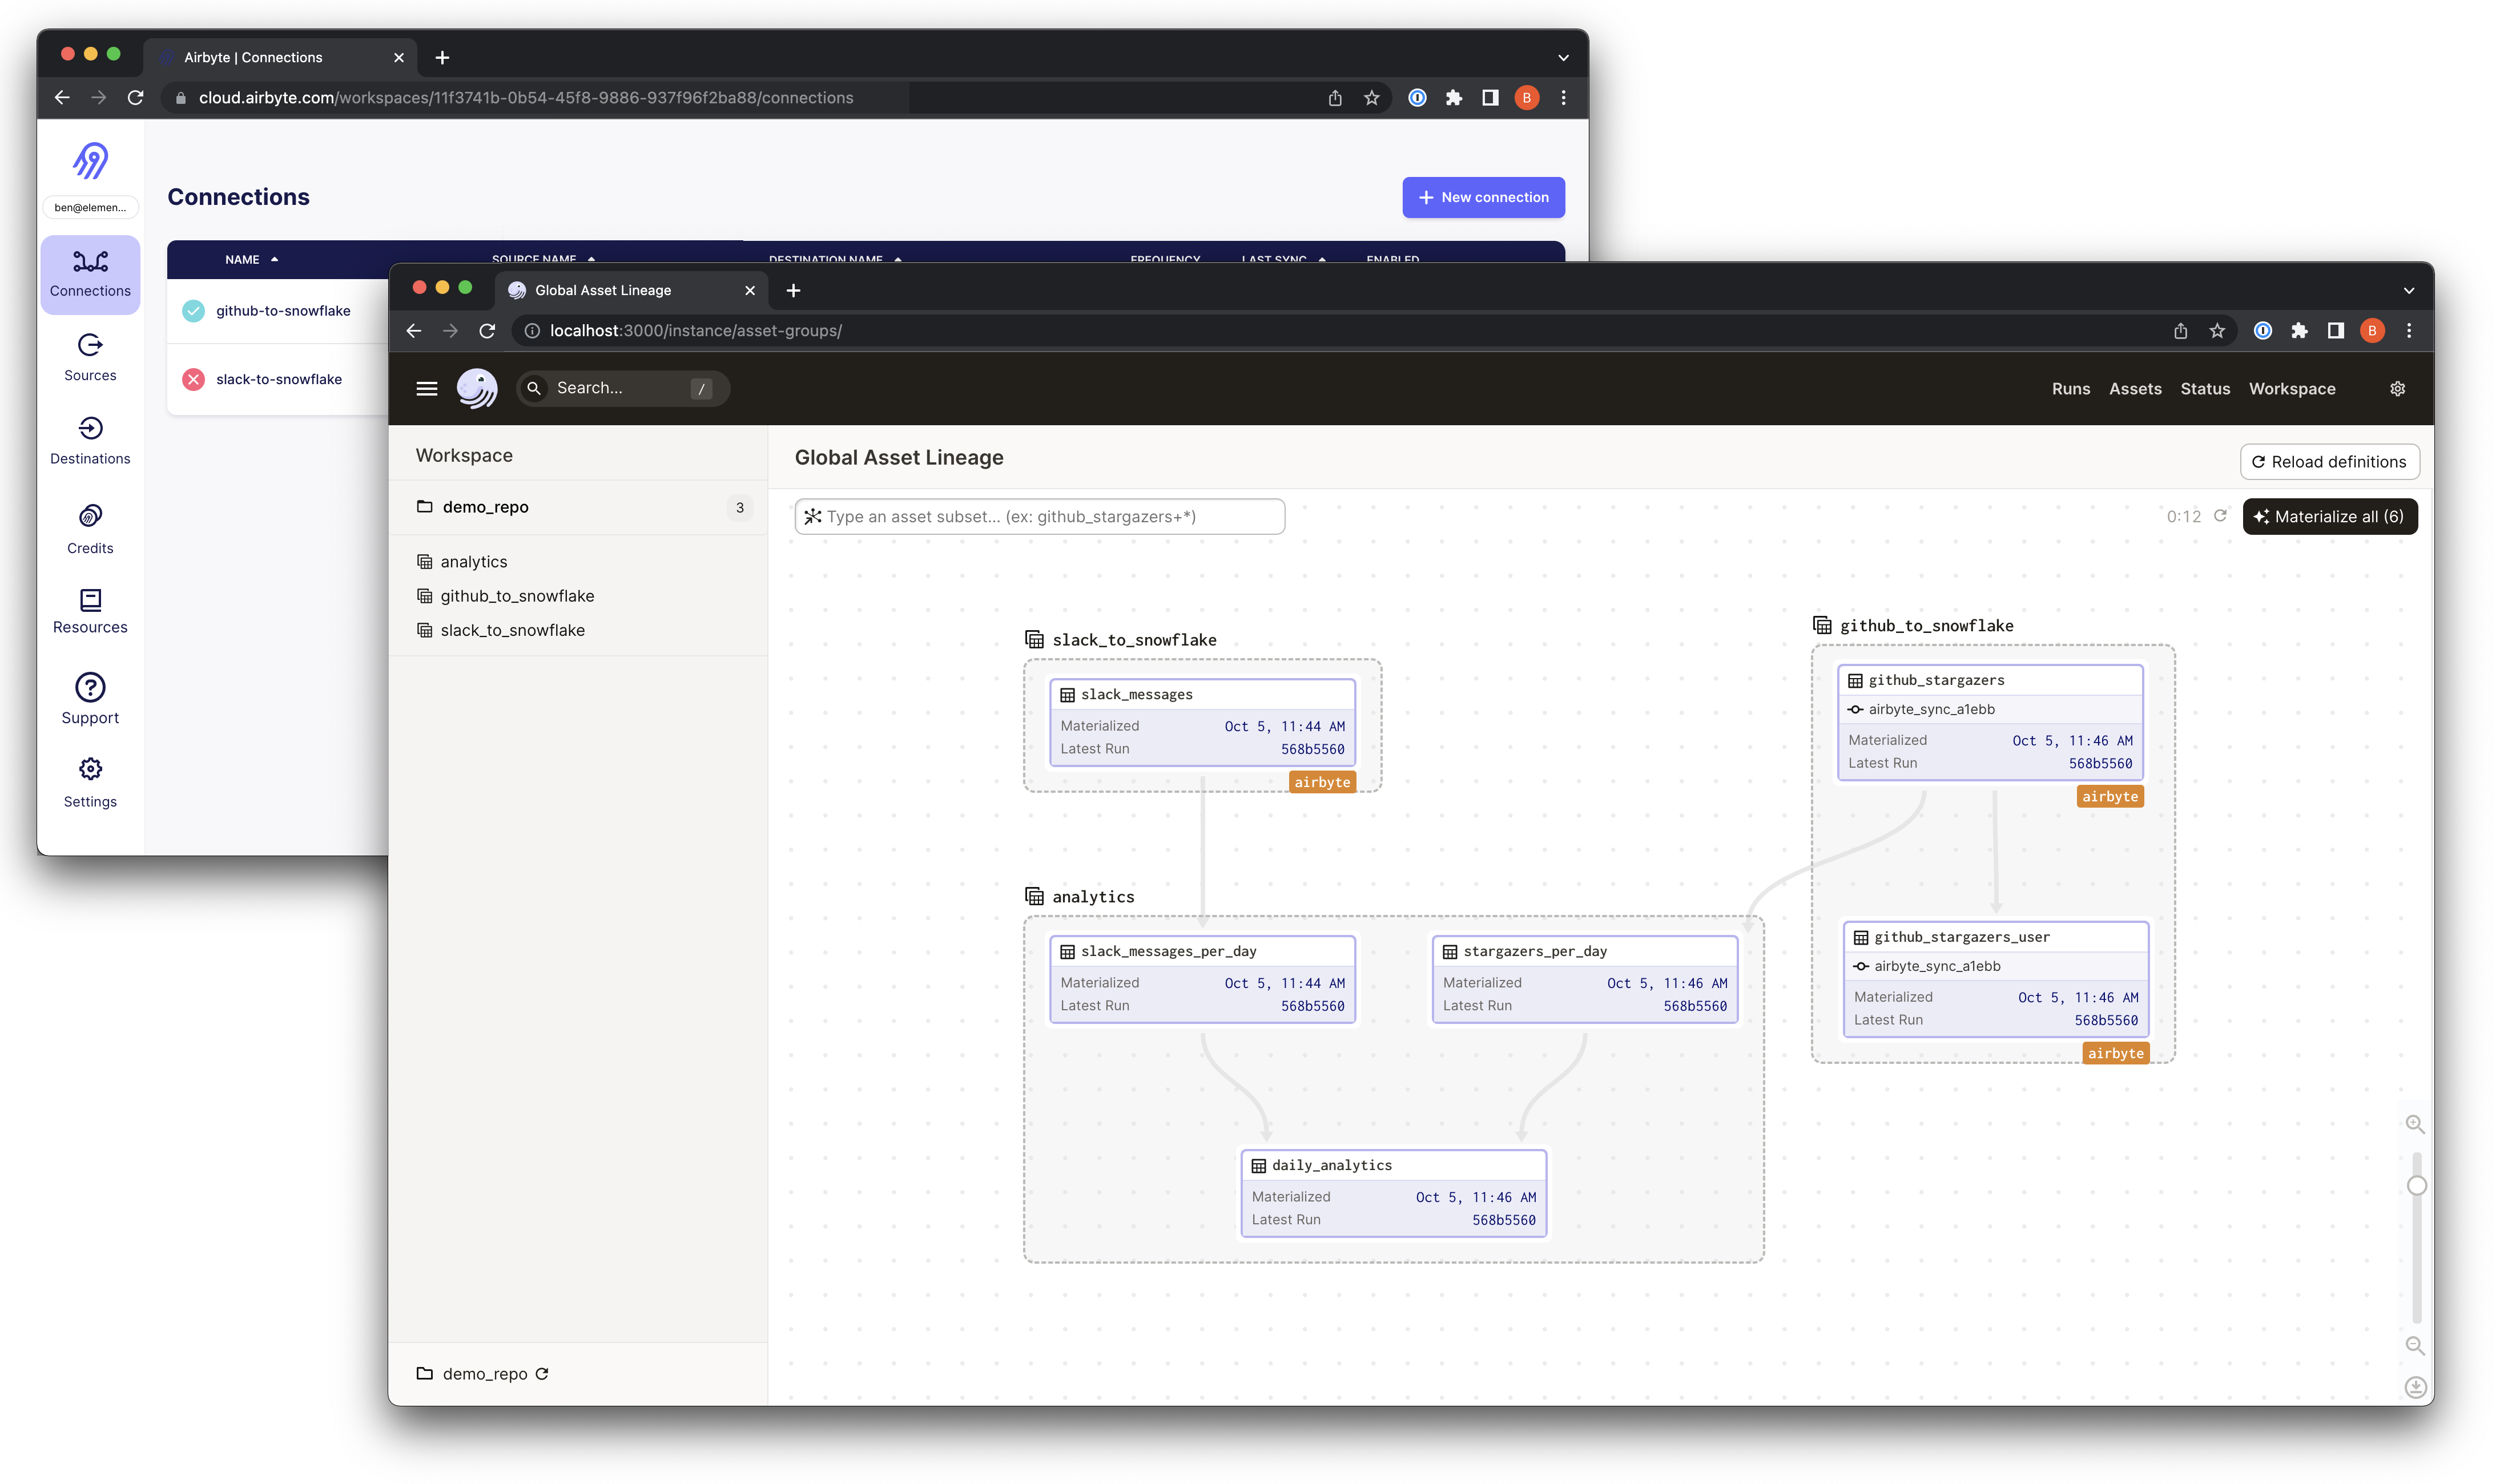 Airbyte | Connections
cloud.airbyte.com/workspaces/11f3741b-0b54-45f8-9886-937f96f2ba88/connections
B
ben@elemen...
Connections
Sources
Destinations
Credits
Resources
Support
Settings
Connections
New connection
NAME
SOURCE NAME
DESTINATION NAME
FREQUENCY
LAST SYNC
ENABLED
github-to-snowflake
slack-to-snowflake
Global Asset Lineage
localhost:3000/instance/asset-groups/
B
Search...
/
Runs
Assets
Status
Workspace
Workspace
demo_repo
3
analytics
github_to_snowflake
slack_to_snowflake
demo_repo
Global Asset Lineage
Reload definitions
Type an asset subset... (ex: github_stargazers+*)
0:12
Materialize all (6)
slack_to_snowflake
slack_messages
Materialized Oct 5, 11:44 AM
Latest Run 568b5560
airbyte
github_to_snowflake
github_stargazers
airbyte_sync_a1ebb
Materialized Oct 5, 11:46 AM
Latest Run 568b5560
airbyte
analytics
slack_messages_per_day
Materialized Oct 5, 11:44 AM
Latest Run 568b5560
stargazers_per_day
Materialized Oct 5, 11:46 AM
Latest Run 568b5560
github_stargazers_user
airbyte_sync_a1ebb
Materialized Oct 5, 11:46 AM
Latest Run 568b5560
airbyte
daily_analytics
Materialized Oct 5, 11:46 AM
Latest Run 568b5560